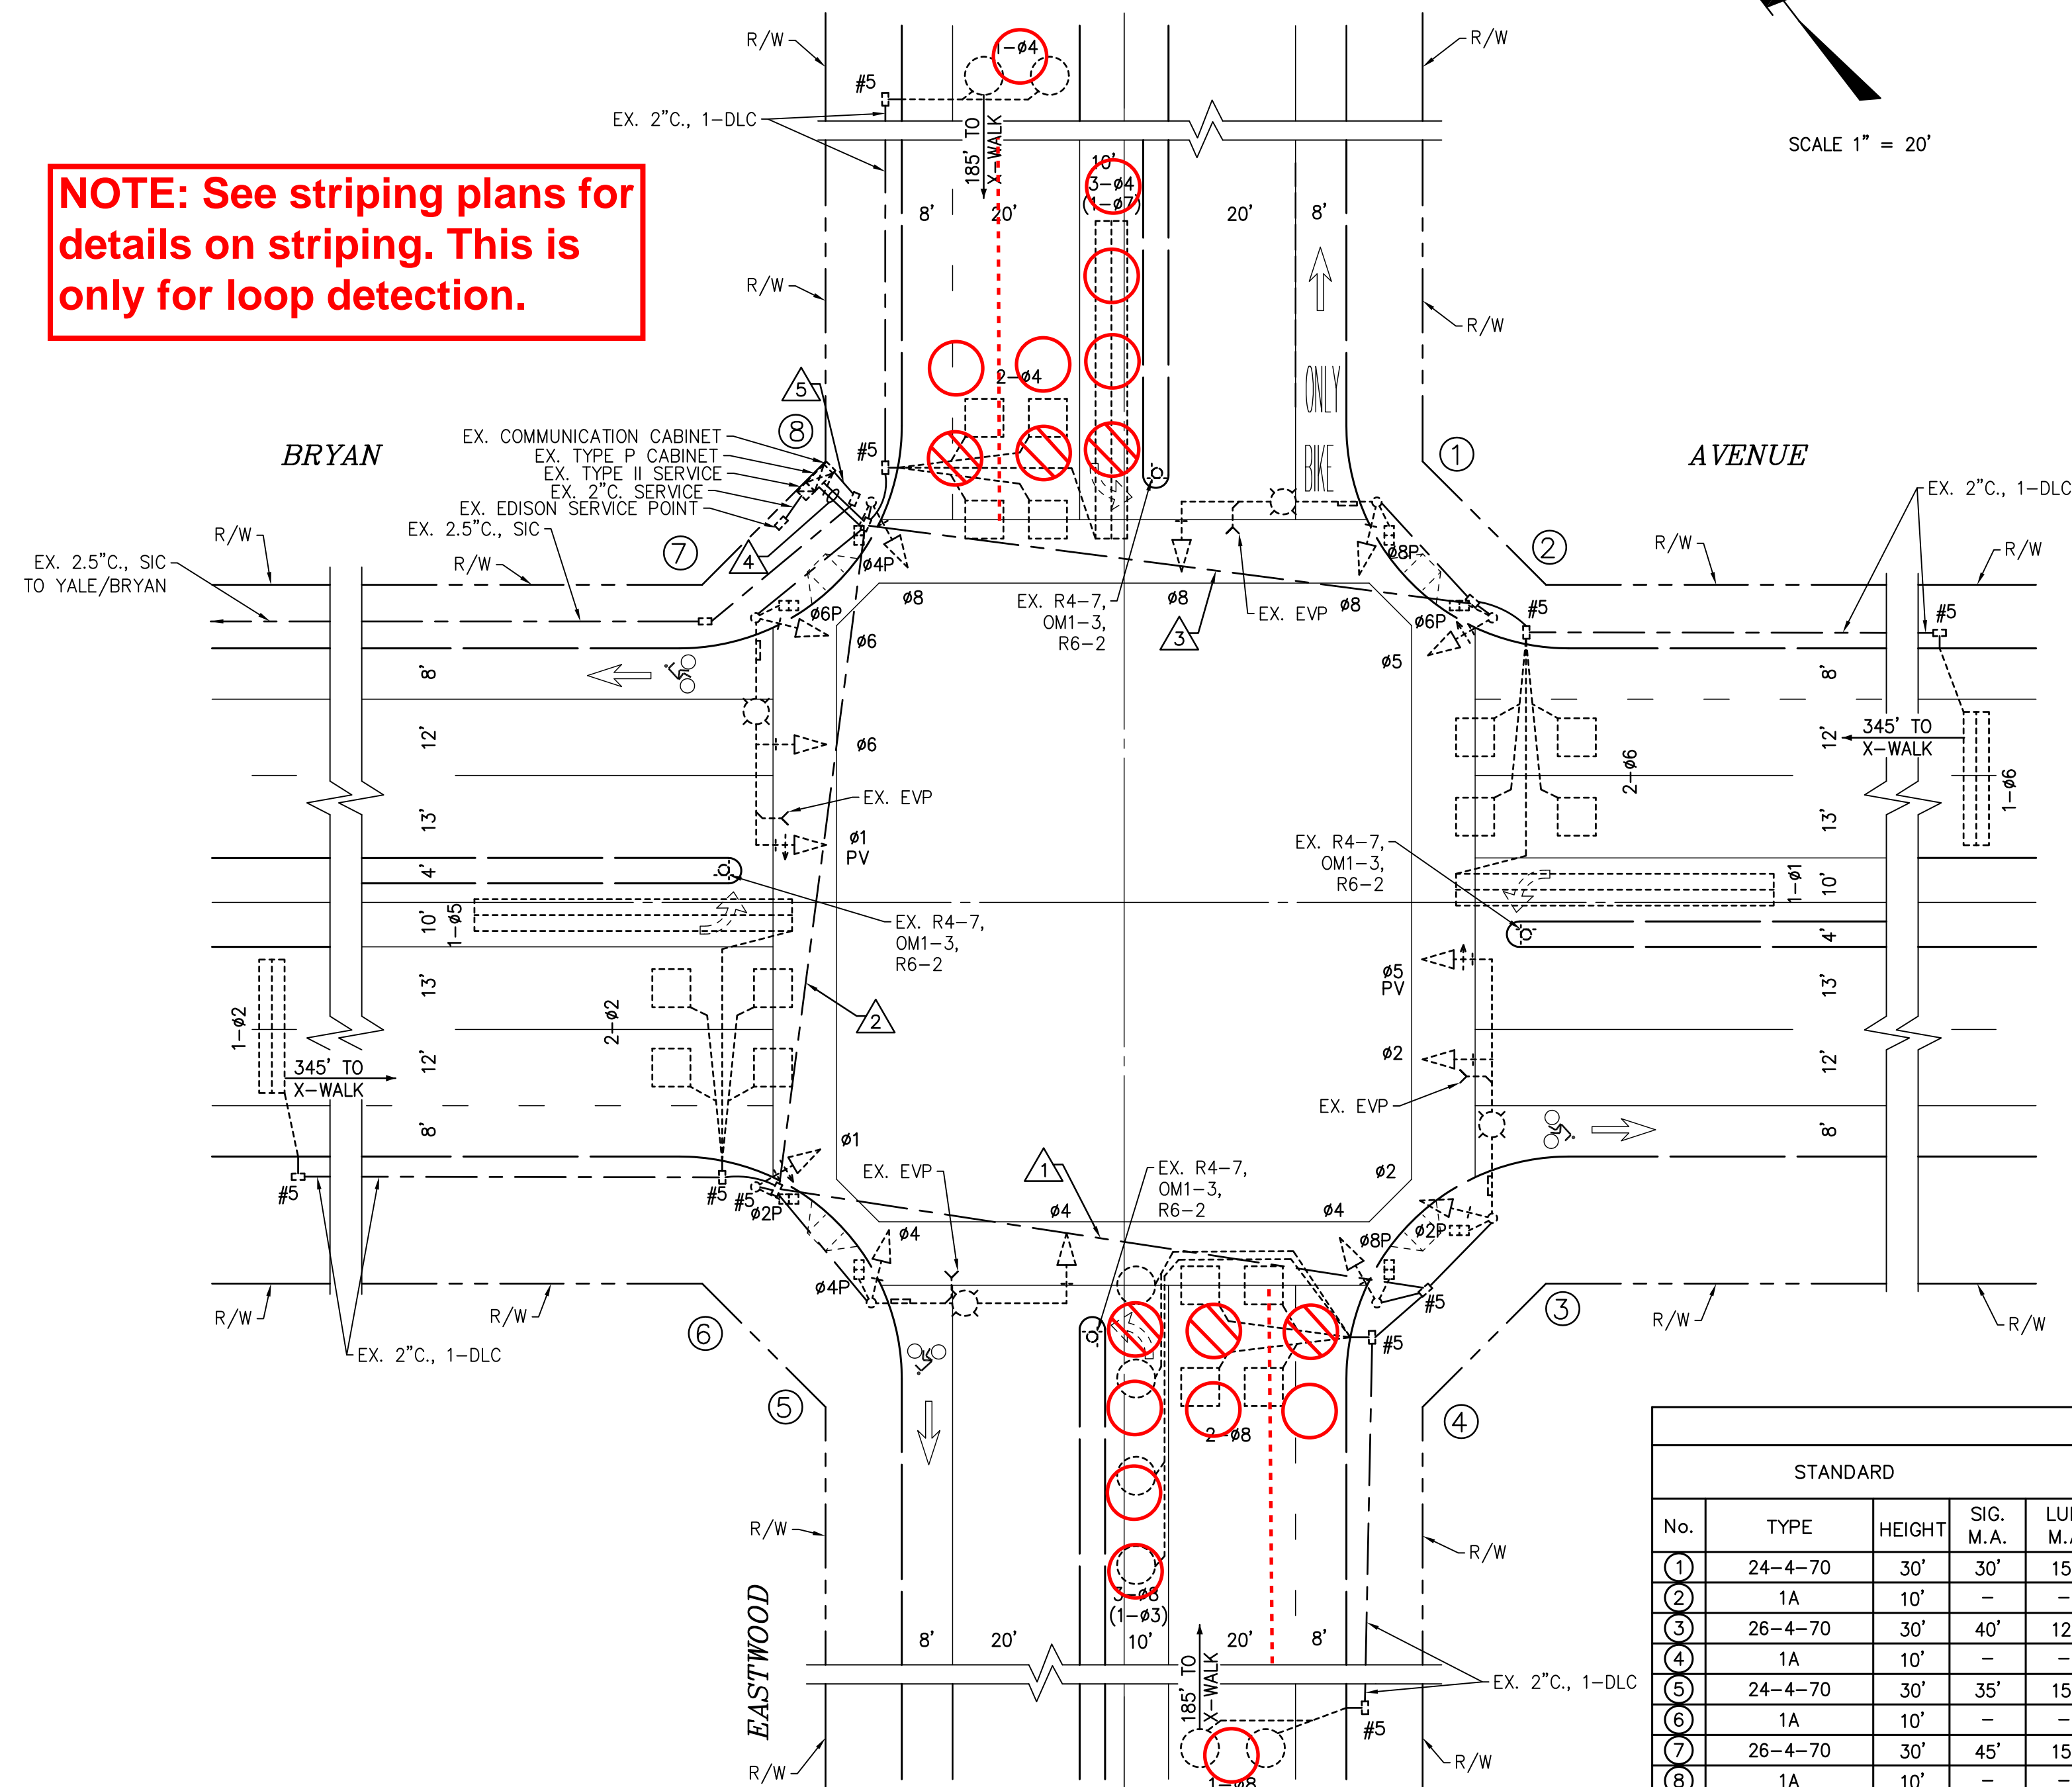 R/W
1-ø4
R/W
#5
EX. 2"C., 1-DLC
185' TO
X-WALK
SCALE 1" = 20'
NOTE: See striping plans for
details on striping. This is
only for loop detection.
10'
3-ø4
(1-ø7)
8'
20'
20'
8'
R/W
R/W
2-ø4
ONLY
BIKE
5
8
BRYAN
EX. COMMUNICATION CABINET
EX. TYPE P CABINET
EX. TYPE II SERVICE
EX. 2"C. SERVICE
EX. EDISON SERVICE POINT
EX. 2.5"C., SIC
#5
1
AVENUE
EX. 2"C., 1-DLC
R/W
EX. 2.5"C., SIC
TO YALE/BRYAN
R/W
7
4
ø4P
ø8P
2
R/W
R/W
ø8
EX. R4-7,
OM1-3,
R6-2
ø8
3
EX. EVP
ø8
ø6P
ø6
ø6P
ø5
#5
#5
8'
12'
13'
4'
10'
13'
12'
8'
ø6
EX. EVP
ø1
PV
EX. R4-7,
OM1-3,
R6-2
EX. R4-7,
OM1-3,
R6-2
2-ø6
8'
12'
13'
10'
4'
13'
12'
8'
345' TO
X-WALK
1-ø6
1-ø1
1-ø5
1-ø2
2-ø2
345' TO
X-WALK
2
ø5
PV
ø2
EX. EVP
ø1
EX. EVP
1
EX. R4-7,
OM1-3,
R6-2
ø2
#5
#5
#5
ø2P
ø4
ø4
ø4
ø8P
ø2P
ø4P
#5
#5
R/W
R/W
6
EX. 2"C., 1-DLC
3
R/W
R/W
5
4
2-ø8
R/W
R/W
3-ø8
(1-ø3)
EASTWOOD
8'
20'
10'
20'
8'
185' TO
X-WALK
EX. 2"C., 1-DLC
#5
R/W
R/W
1-ø8
STANDARD
No. TYPE HEIGHT SIG. M.A.
1 24-4-70 30' 30' 15
2 1A 10' - -
3 26-4-70 30' 40' 12
4 1A 10' - -
5 24-4-70 30' 35' 15
6 1A 10' - -
7 26-4-70 30' 45' 15
8 1A 10' - -